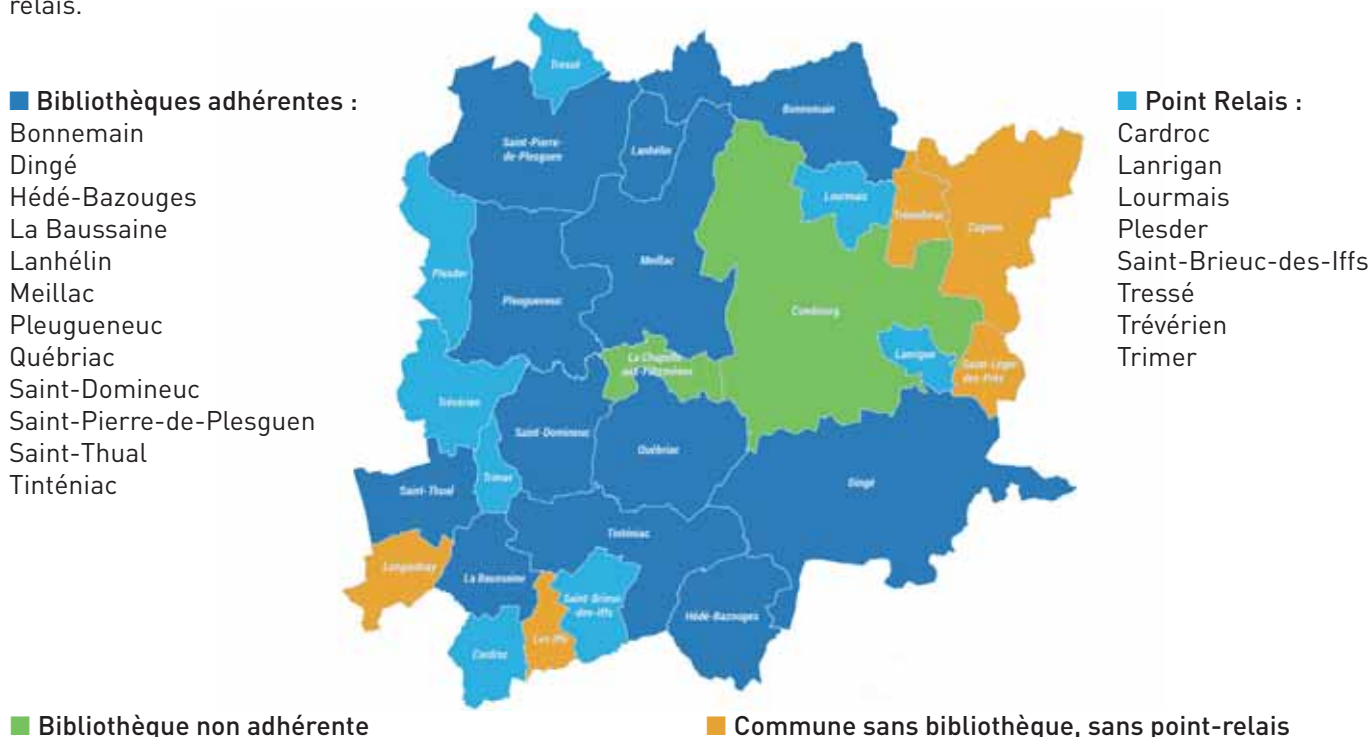 relais.
Bibliothèques adhérentes :
Bonnemain
Dingé
Hédé-Bazouges
La Baussaine
Lanhélin
Meillac
Pleugueneuc
Québriac
Saint-Domineuc
Saint-Pierre-de-Plesguen
Saint-Thual
Tinténiac
Tressé
Bonnemain
Saint-Pierre-
de-Plesguen
Lanhélin
Lourmais
Plesder
Meillac
Pleugueneuc
Combourg
Lanrigan
La Chapelle
Trévérien
Saint-Domineuc
Québriac
Trimer
Saint-Thual
Dingé
Tinténiac
La Baussaine
Saint-Brieuc-
des-Iffs
Hédé-Bazouges
Les Iffs
Cardroc
Point Relais :
Cardroc
Lanrigan
Lourmais
Plesder
Saint-Brieuc-des-Iffs
Tressé
Trévérien
Trimer
Bibliothèque non adhérente
Commune sans bibliothèque, sans point-relais